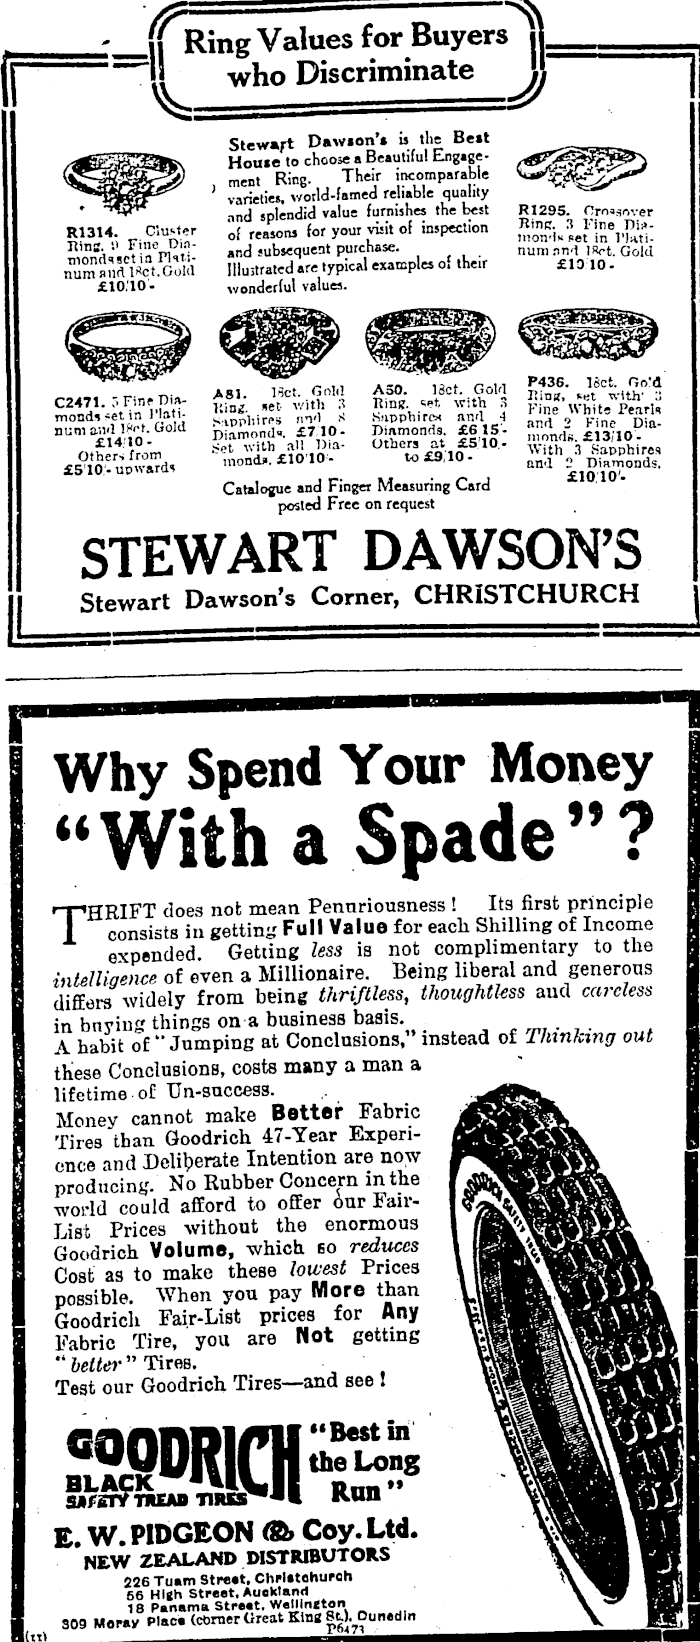 Ring Values for Buyers
who Discriminate
Stewart Dawson's is the Best
House to choose a Beautiful Engage-
ment Ring. Their incomparable
varieties, world-famed reliable quality
and splendid value furnishes the best
of reasons for your visit of inspection
and subsequent purchase.
Illustrated are typical examples of their
wonderful values.
R1314. Cluster
Ring. 9 Fine Dia-
monds set in Plati-
num and 18ct. Gold
£10/10/-
R1295. Crossover
Ring. 3 Fine Dia-
monds set in Plati-
num and 18ct. Gold
£10/10/-
C2471. 5 Fine Dia-
monds set in Plati-
num and 18ct. Gold
£14/10/-
Others from
£5/10/- upwards
A81. 18ct. Gold
Ring, set with 3
Sapphires and 8
Diamonds, £7/10/-
Set with all Dia-
monds, £10/10/-
A50. 18ct. Gold
Ring, set with 3
Sapphires and 4
Diamonds, £6/15/-
Others at £5/10/-
to £9/10/-
P436. 18ct. Gold
Ring, set with 3
Fine White Pearls
and 2 Fine Dia-
monds, £13/10/-
With 3 Sapphires
and 2 Diamonds,
£10/10/-
Catalogue and Finger Measuring Card
posted Free on request
STEWART DAWSON'S
Stewart Dawson's Corner, CHRISTCHURCH
Why Spend Your Money
"With a Spade"?
THRIFT does not mean Penuriousness! Its first principle
consists in getting Full Value for each Shilling of Income
expended. Getting less is not complimentary to the
intelligence of even a Millionaire. Being liberal and generous
differs widely from being thriftless, thoughtless and careless
in buying things on a business basis.
A habit of "Jumping at Conclusions," instead of Thinking out
these Conclusions, costs many a man a
lifetime of Un-success.
Money cannot make Better Fabric
Tires than Goodrich 47-Year Experi-
ence and Deliberate Intention are now
producing. No Rubber Concern in the
world could afford to offer our Fair-
List Prices without the enormous
Goodrich Volume, which so reduces
Cost as to make these lowest Prices
possible. When you pay More than
Goodrich Fair-List prices for Any
Fabric Tire, you are Not getting
"better" Tires.
Test our Goodrich Tires—and see!
GOODRICH SAFETY TREAD
GOODRICH
BLACK
SAFETY TREAD TIRES
"Best in
the Long
Run"
E. W. PIDGEON & Coy. Ltd.
NEW ZEALAND DISTRIBUTORS
226 Tuam Street, Christchurch
56 High Street, Auckland
18 Panama Street, Wellington
309 Moray Place (corner Great King St.), Dunedin
P6473